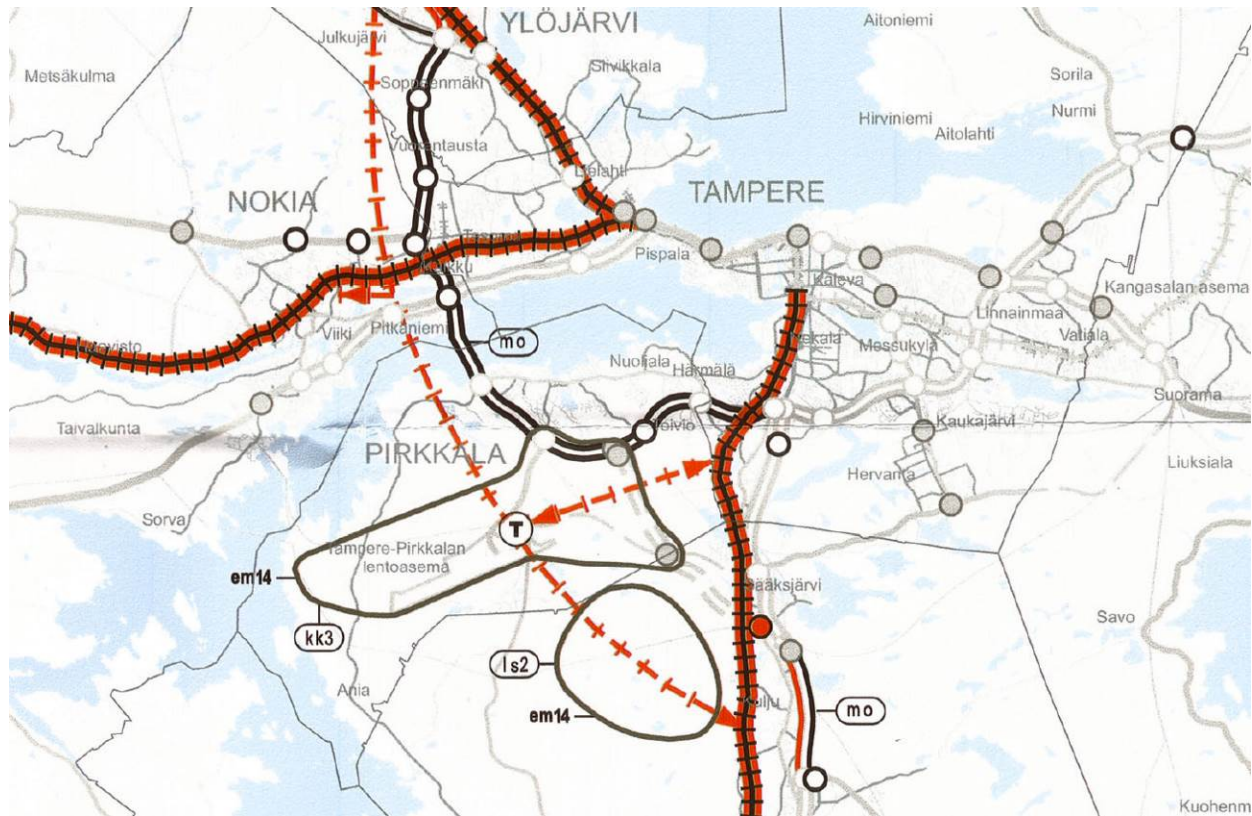 YLÖJÄRVI
Aitoniemi
Julkujärvi
Siivikkala
Metsäkulma
Sorila
Soppeenmäki
Nurmi
Hirviniemi
Aitolahti
Vuorentausta
Lielahti
NOKIA
TAMPERE
Pispala
Kaleva
Kangasalan asema
Linnainmaa
Viiki
Pitkäniemi
mo
Messukylä
Vatiala
Nuoliala
Härmälä
Suorama
Taivalkunta
Kaukajärvi
PIRKKALA
Liuksiala
Hervanta
Sorva
T
Tampere-Pirkkalan
lentoasema
em14
Sääksjärvi
Savo
kk3
ls2
Ania
Kulju
mo
em14
Kuohenm